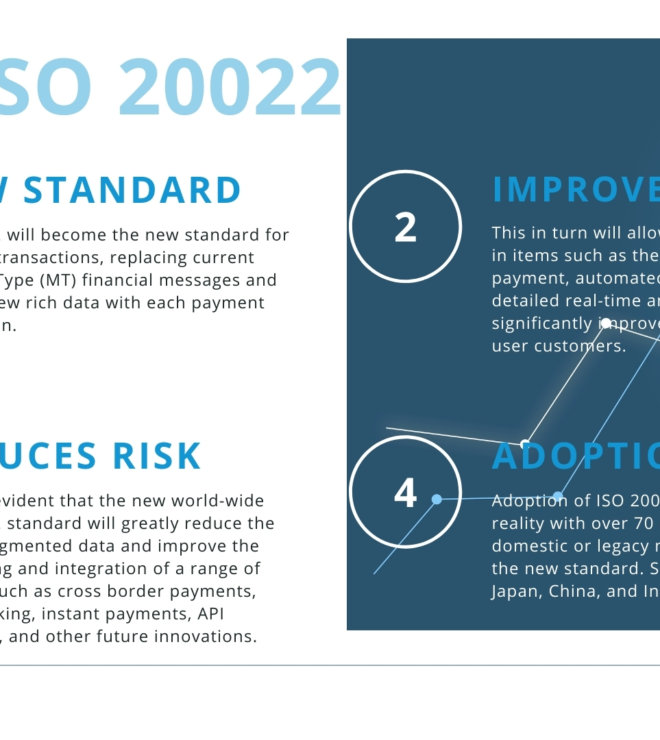 SO 20022
STANDARD
will become the new standard for
transactions, replacing current
Type (MT) financial messages and
ew rich data with each payment
n.
2
IMPROVE
This in turn will allow
in items such as the
payment, automated
detailed real-time a
significantly improve
user customers.
UCES RISK
evident that the new world-wide
standard will greatly reduce the
gmented data and improve the
g and integration of a range of
uch as cross border payments,
king, instant payments, API
, and other future innovations.
4
ADOPTIO
Adoption of ISO 200
reality with over 70
domestic or legacy
the new standard. S
Japan, China, and In